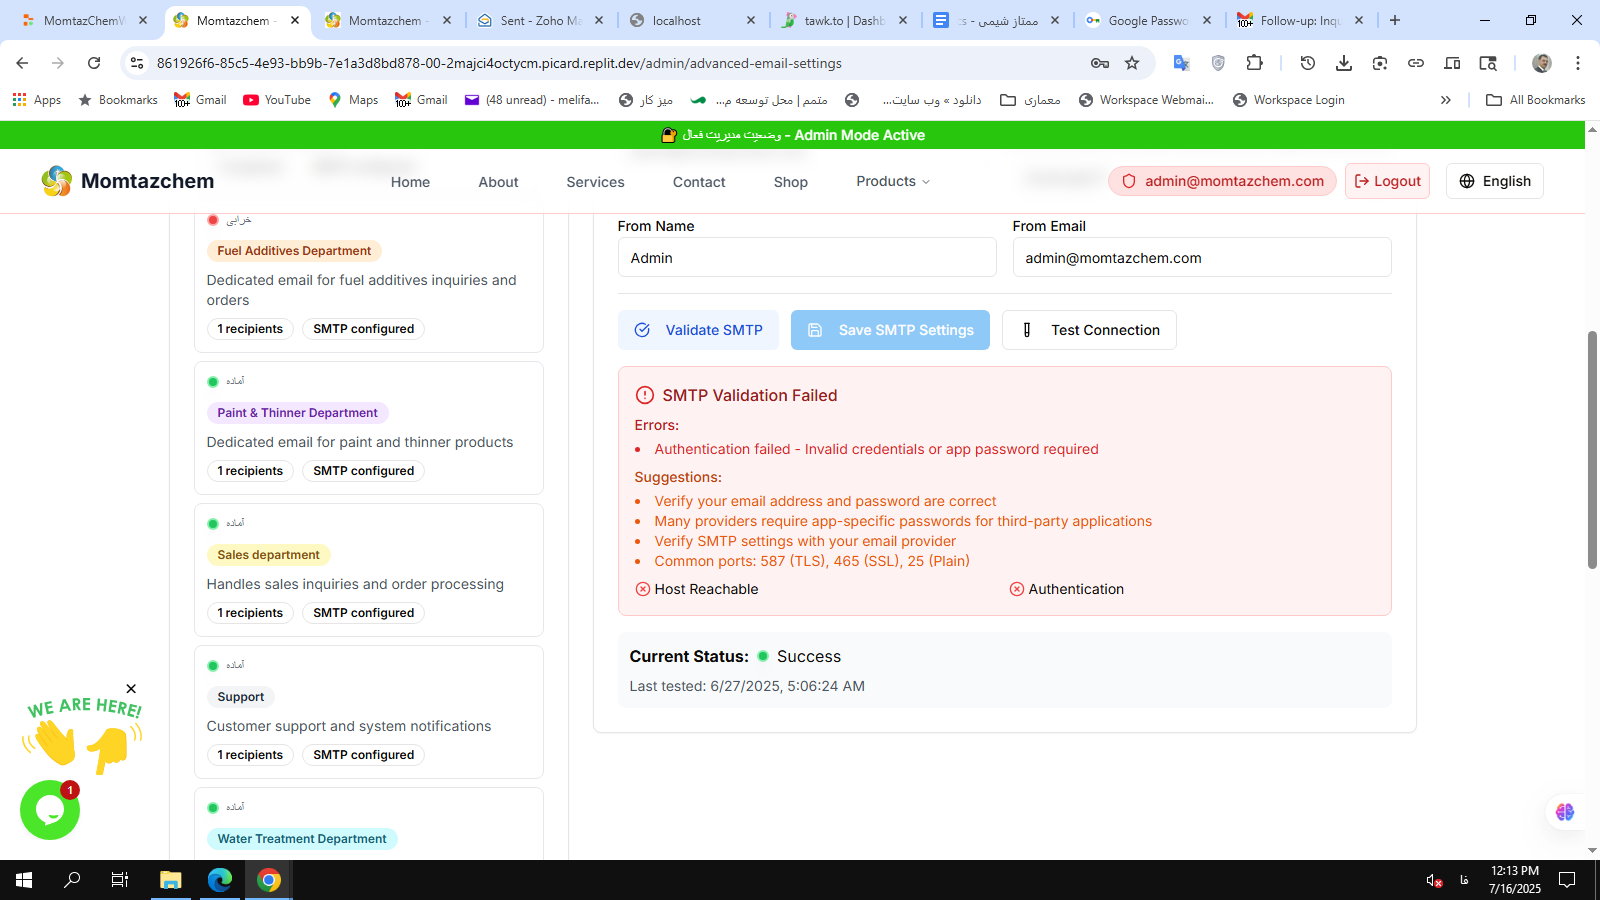 MomtazChemW
Momtazchem -
Momtazchem -
Sent - Zoho Ma
localhost
tawk.to | Dashb
ممتاز شیمی - cs
Google Passwo
Follow-up: Inqu
861926f6-85c5-4e93-bb9b-7e1a3d8bd878-00-2majci4octycm.picard.replit.dev/admin/advanced-email-settings
Apps
Bookmarks
Gmail
YouTube
Maps
Gmail
(48 unread) - melifa...
میز کار
متمم | محل توسعه م...
دانلود » وب سایت...
معماری
Workspace Webmai...
Workspace Login
»
All Bookmarks
وضعیت مدیریت فعال - Admin Mode Active
Momtazchem
Home
About
Services
Contact
Shop
Products
admin@momtazchem.com
Logout
English
خرابی
Fuel Additives Department
Dedicated email for fuel additives inquiries and
orders
1 recipients
SMTP configured
آماده
Paint & Thinner Department
Dedicated email for paint and thinner products
1 recipients
SMTP configured
آماده
Sales department
Handles sales inquiries and order processing
1 recipients
SMTP configured
آماده
Support
Customer support and system notifications
1 recipients
SMTP configured
آماده
Water Treatment Department
From Name
From Email
Admin
admin@momtazchem.com
Validate SMTP
Save SMTP Settings
Test Connection
SMTP Validation Failed
Errors:
• Authentication failed - Invalid credentials or app password required
Suggestions:
• Verify your email address and password are correct
• Many providers require app-specific passwords for third-party applications
• Verify SMTP settings with your email provider
• Common ports: 587 (TLS), 465 (SSL), 25 (Plain)
Host Reachable
Authentication
Current Status: Success
Last tested: 6/27/2025, 5:06:24 AM
WE ARE HERE!
1
فا
12:13 PM
7/16/2025